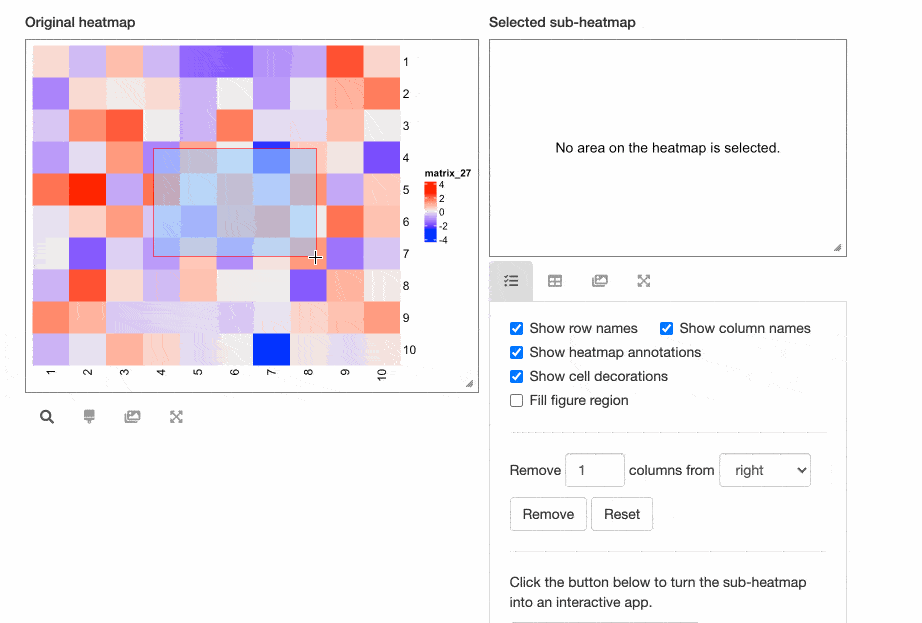 Original heatmap
Selected sub-heatmap
1
2
3
4
5
6
7
8
9
10
1 2 3 4 5 6 7 8 9 10
matrix_27
4
2
0
-2
-4
No area on the heatmap is selected.
Show row names Show column names
Show heatmap annotations
Show cell decorations
Fill figure region
Remove 1 columns from right
Remove Reset
Click the button below to turn the sub-heatmap
into an interactive app.